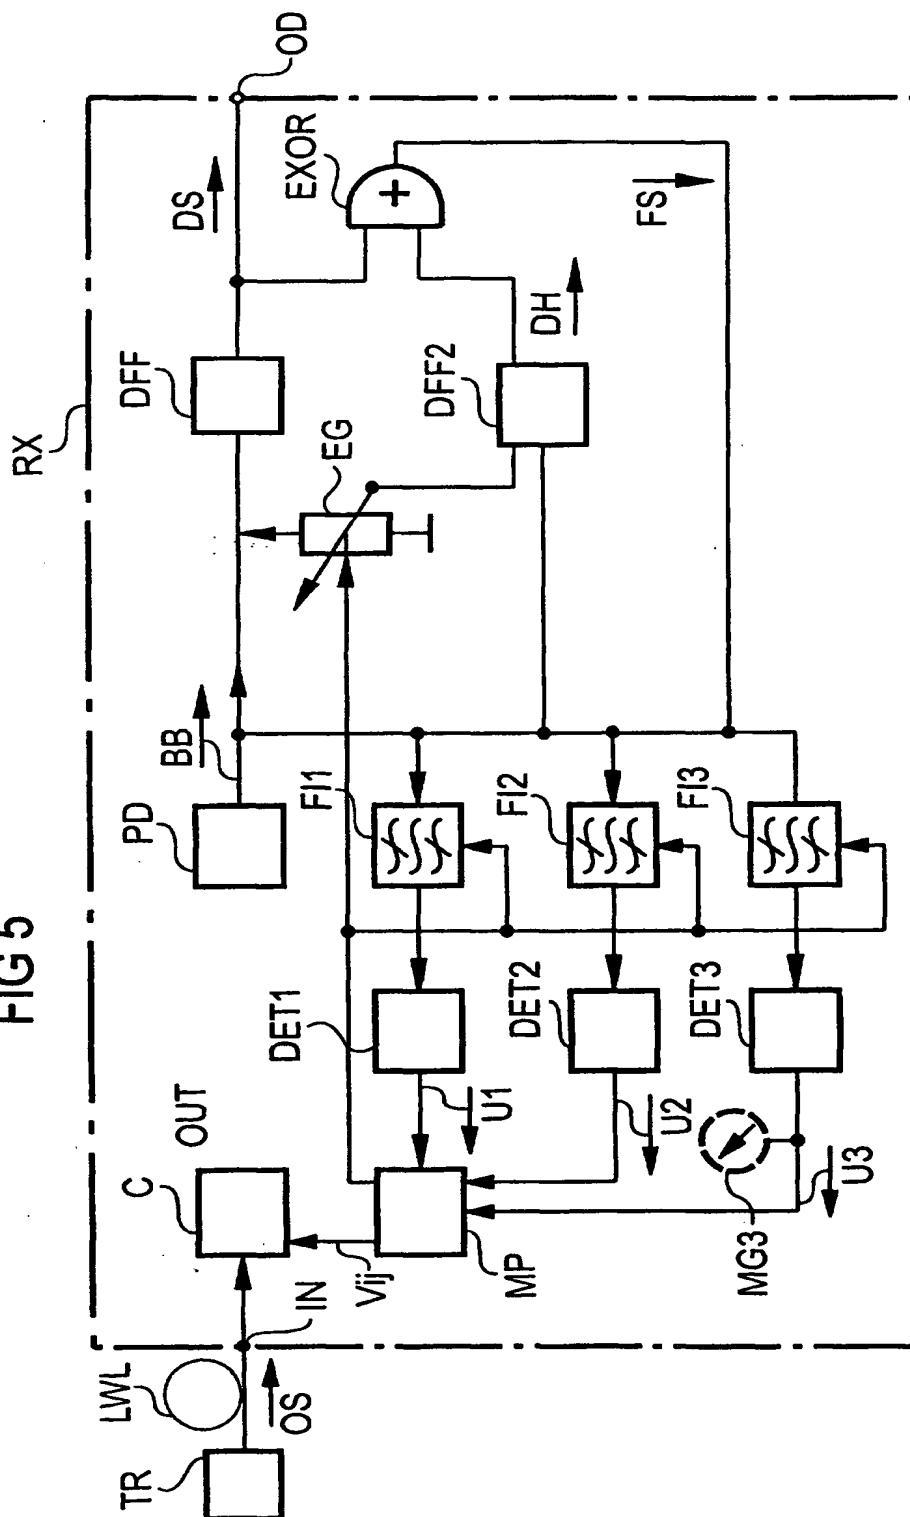 FIG 5
RX
TR
LWL
OS
IN
C
OUT
PD
BB
DFF
DS
OD
EG
EXOR
DFF2
DH
FS
Vij
MP
DET1
U1
FI1
DET2
U2
FI2
DET3
U3
FI3
MG3
+